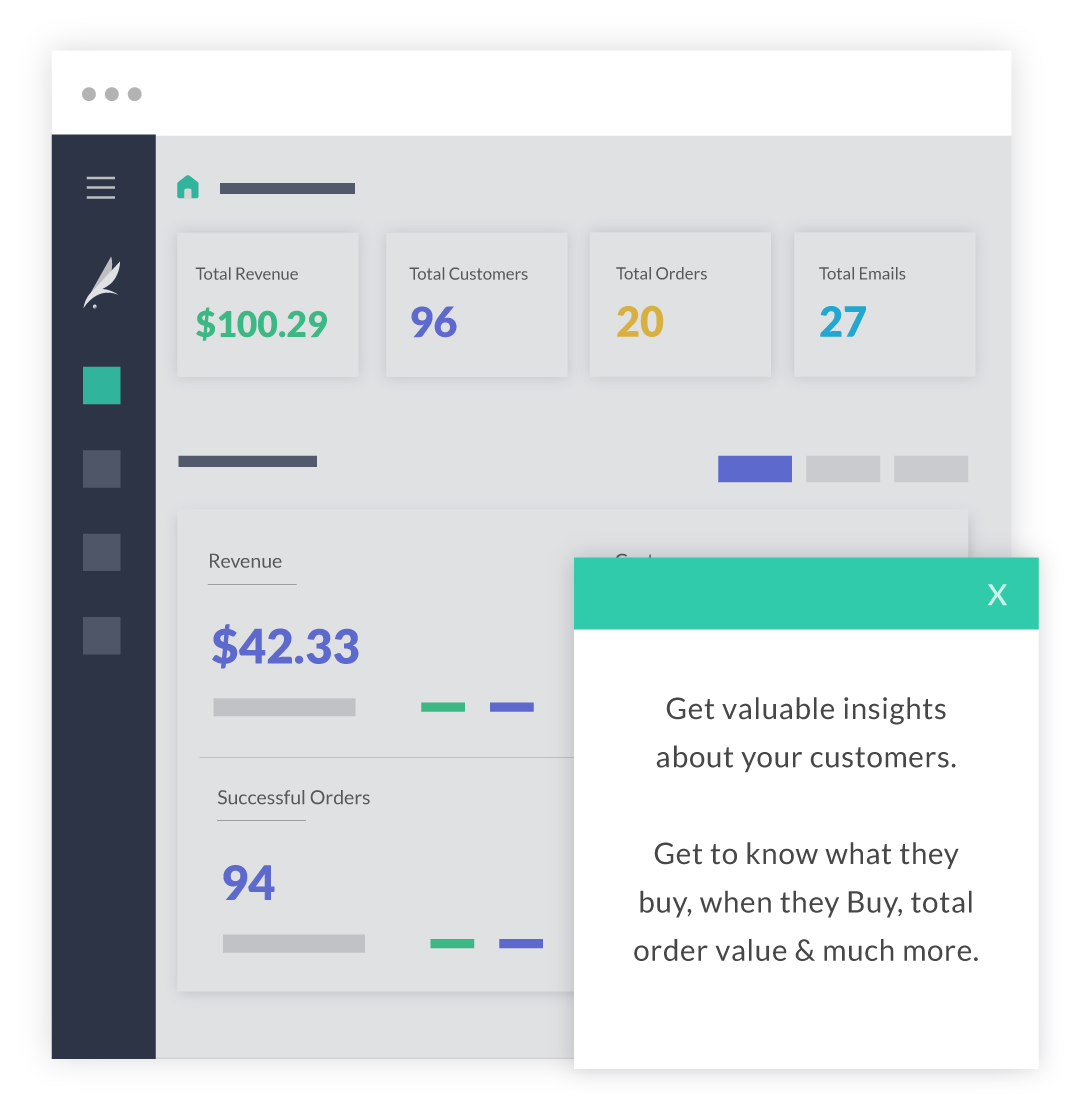 Total Revenue
$100.29
Total Customers
96
Total Orders
20
Total Emails
27
Revenue
$42.33
Successful Orders
94
X
Get valuable insights
about your customers.
Get to know what they
buy, when they Buy, total
order value & much more.